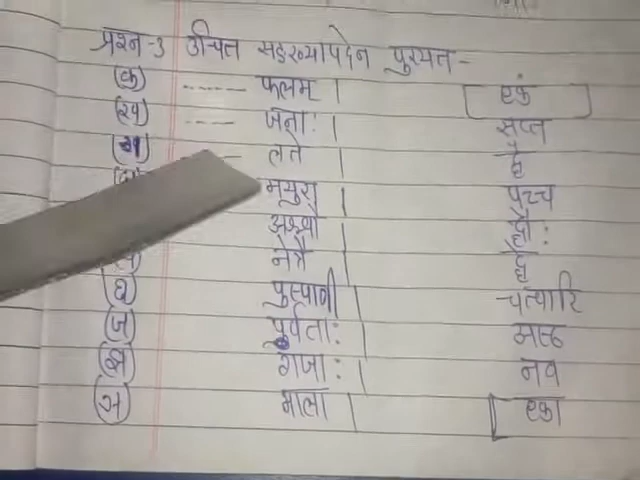 प्रश्न-3 उचित सङ्ख्यापदेन पुरयत-
(क) ------ फलम् । एकं
(ख) ----- जनाः । सप्त
(ग) लते । द्वे
मयुरा । पञ्च
अश्वौ । द्वौः
नेत्रै । द्वे
(छ) पुष्पाणी । चत्वारि
(ज) पर्वताः । अष्ट
(झ) गजाः । नव
(ञ) माला । एका